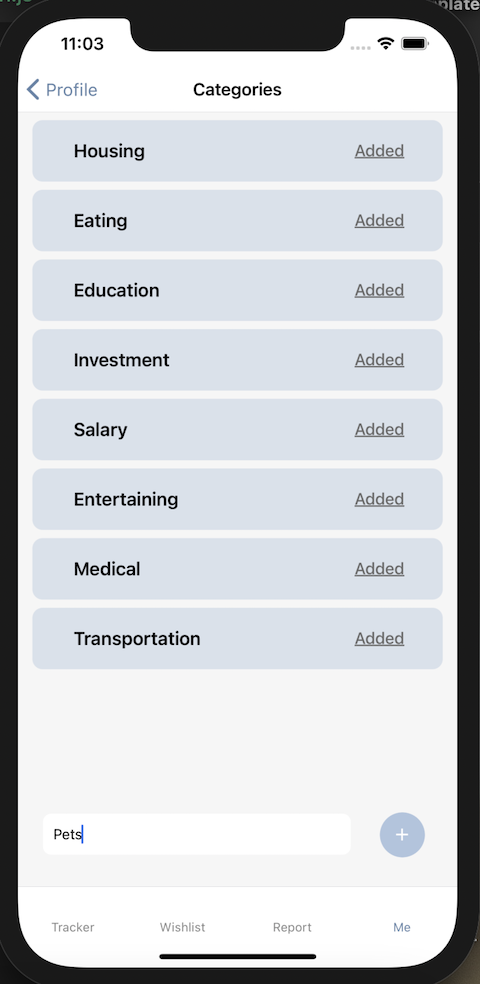 plate
11:03
Profile
Categories
Housing Added
Eating Added
Education Added
Investment Added
Salary Added
Entertaining Added
Medical Added
Transportation Added
Pets
+
Tracker Wishlist Report Me